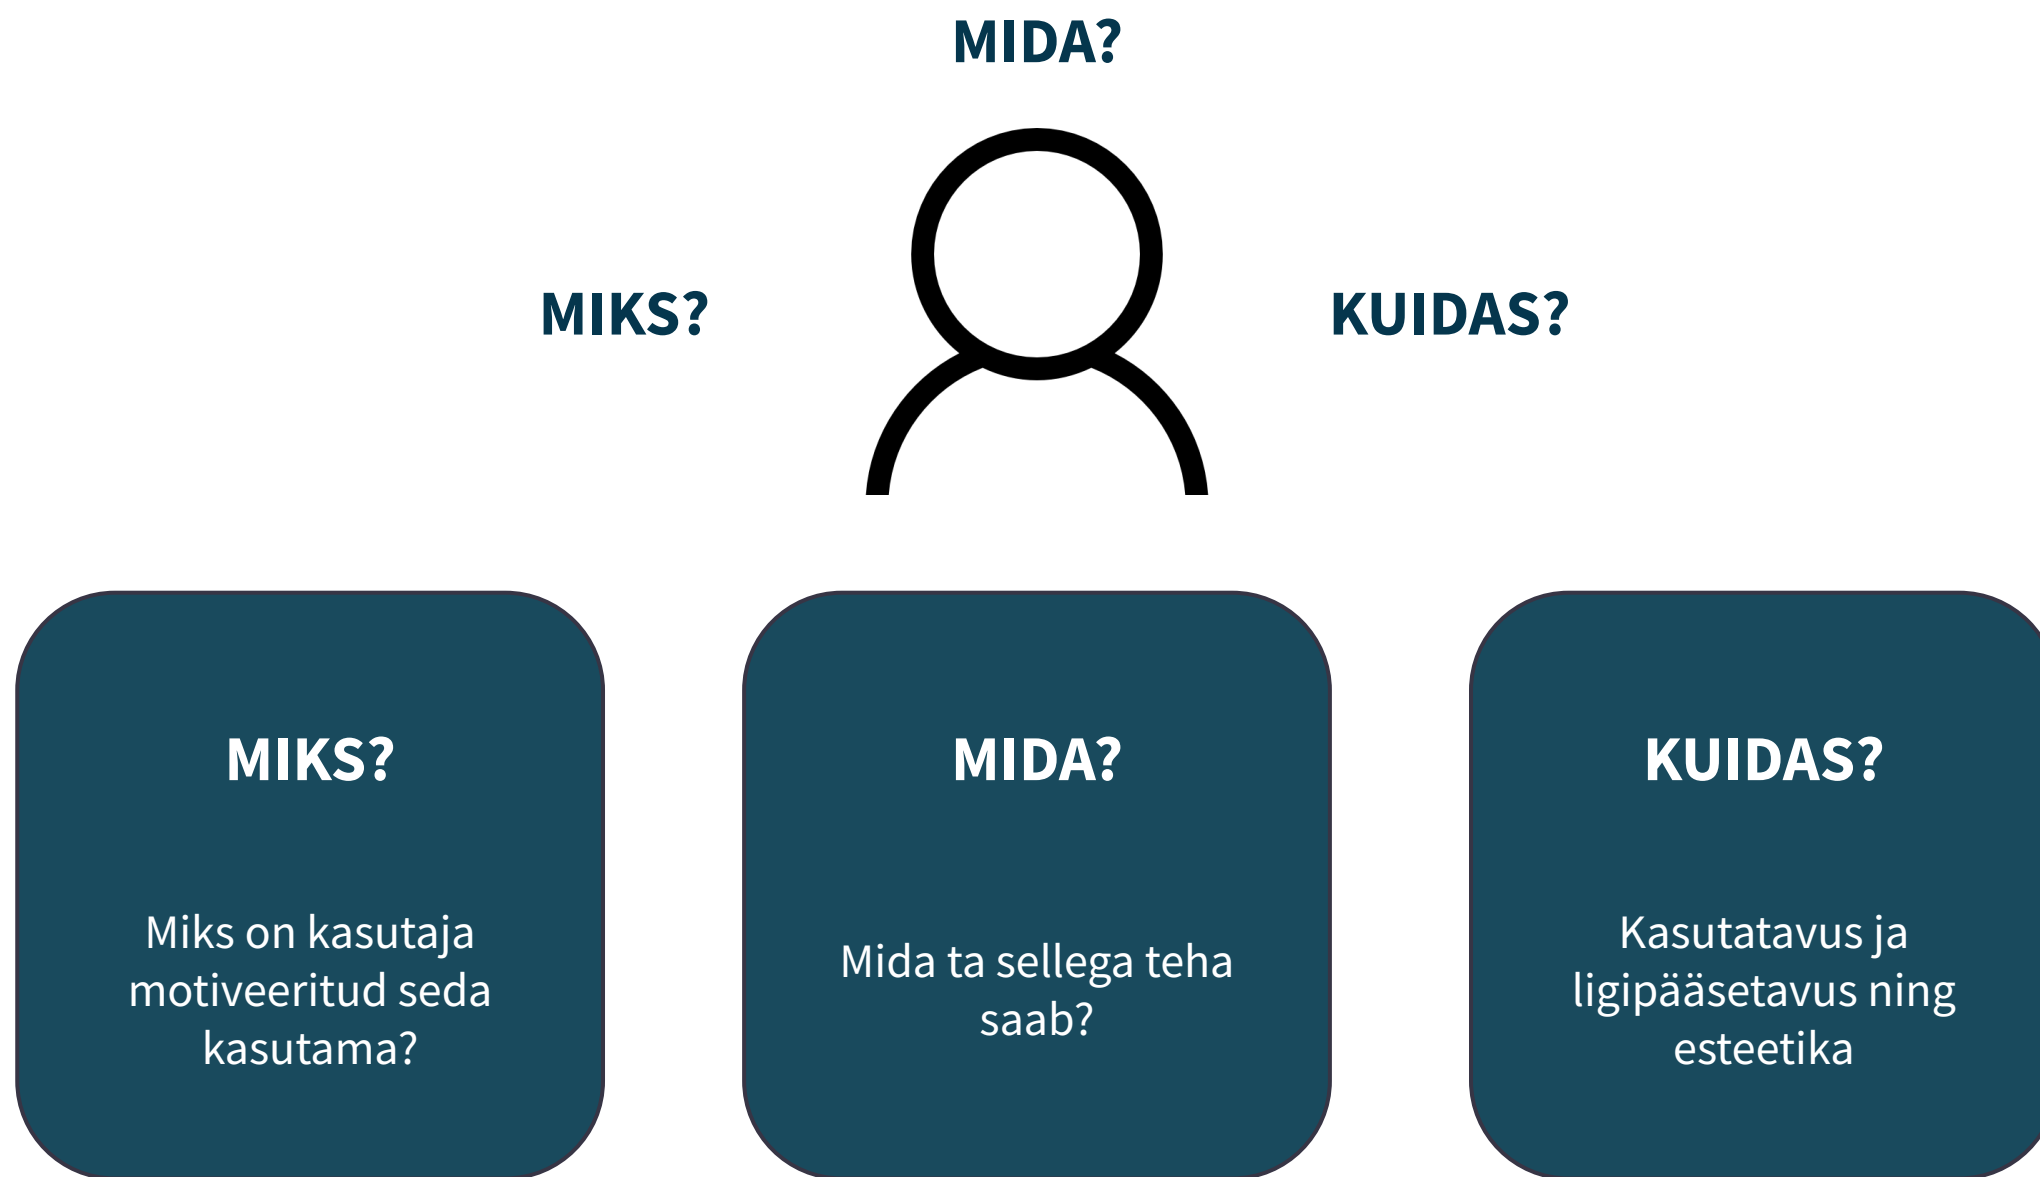 MIDA?
MIKS?
KUIDAS?
MIKS?
Miks on kasutaja
motiveeritud seda
kasutama?
MIDA?
Mida ta sellega teha
saab?
KUIDAS?
Kasutatavus ja
ligipääsetavus ning
esteetika